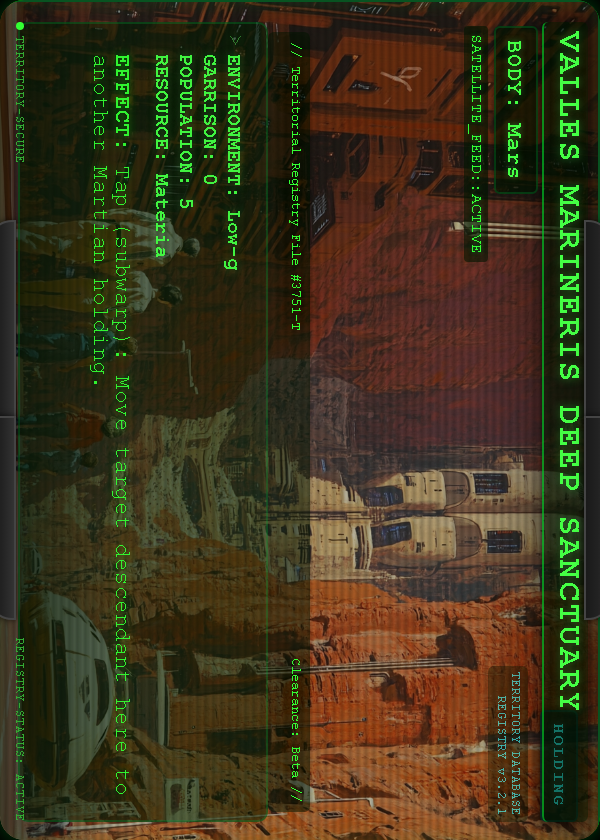 VALLES MARINERIS DEEP SANCTUARY
HOLDING
BODY: Mars
TERRITORY DATABASE
REGISTRY v3.2.1
SATELLITE_FEED::ACTIVE
// Territorial Registry File #3751-T
Clearance: Beta //
ENVIRONMENT: Low-g
GARRISON: 0
POPULATION: 5
RESOURCE: Materia
EFFECT: Tap (subwarp): Move target descendant here to
another Martian holding.
TERRITORY-SECURE
REGISTRY-STATUS: ACTIVE